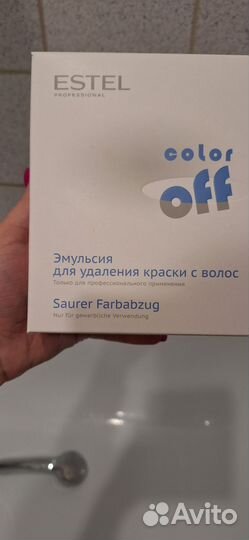 ESTEL
PROFESSIONAL
color
off
Эмульсия
для удаления краски с волос
Только для профессионального применения
Saurer Farbabzug
Nur für gewerbliche Verwendung
Avito